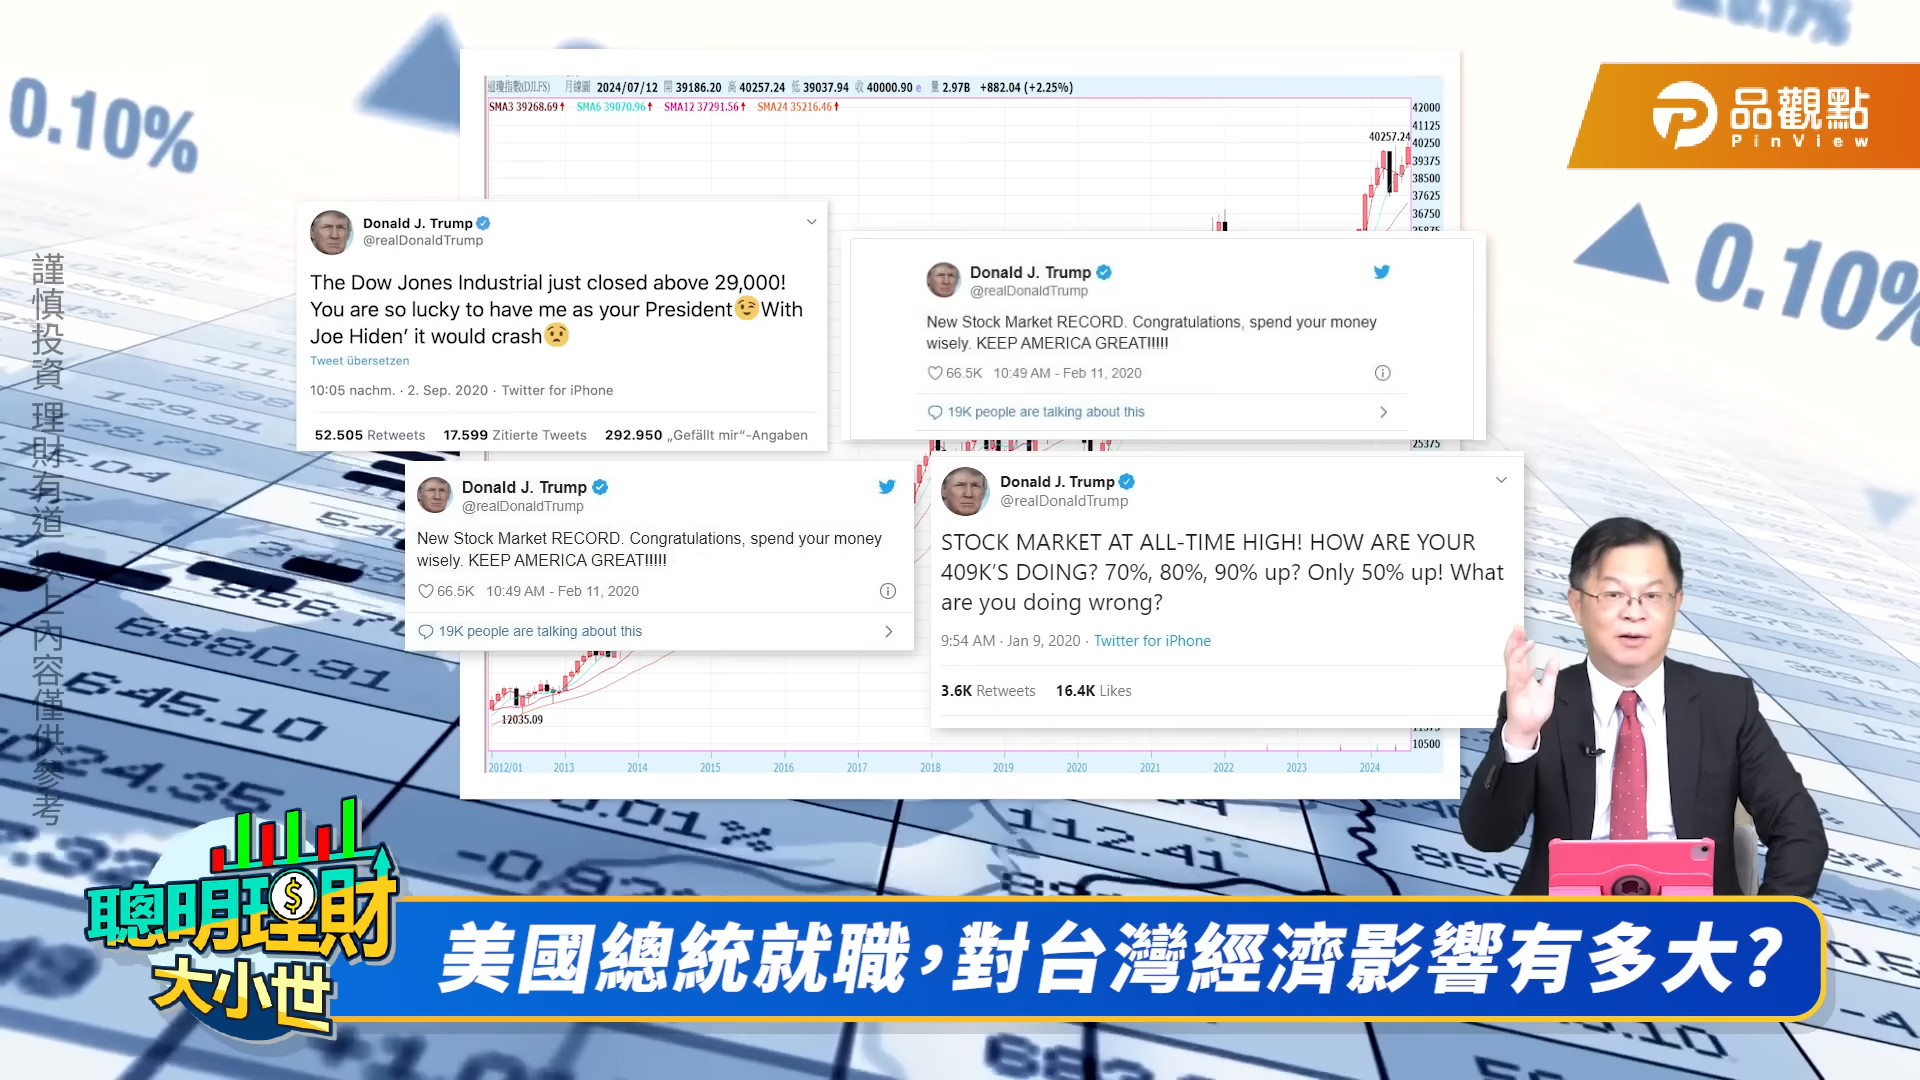 道瓊指數(DJI.FS) 月線圖 2024/07/12 開 39186.20 高 40257.24 低 39037.94 收 40000.90 e 量 2.97B +882.04 (+2.25%)
SMA3 39268.69↑ SMA6 39070.96↑ SMA12 37291.56↑ SMA24 35216.46↑
42000
41125
40250
39375
38500
37625
36750
35875
40257.24
品觀點
PinView
0.10%
0.17%
0.10%
Donald J. Trump
@realDonaldTrump
The Dow Jones Industrial just closed above 29,000!
You are so lucky to have me as your President😉With
Joe Hiden’ it would crash😟
Tweet übersetzen
10:05 nachm. · 2. Sep. 2020 · Twitter for iPhone
52.505 Retweets 17.599 Zitierte Tweets 292.950 „Gefällt mir“-Angaben
Donald J. Trump
@realDonaldTrump
New Stock Market RECORD. Congratulations, spend your money
wisely. KEEP AMERICA GREAT!!!!!
66.5K 10:49 AM - Feb 11, 2020
19K people are talking about this
25375
Donald J. Trump
@realDonaldTrump
New Stock Market RECORD. Congratulations, spend your money
wisely. KEEP AMERICA GREAT!!!!!
66.5K 10:49 AM - Feb 11, 2020
19K people are talking about this
Donald J. Trump
@realDonaldTrump
STOCK MARKET AT ALL-TIME HIGH! HOW ARE YOUR
409K’S DOING? 70%, 80%, 90% up? Only 50% up! What
are you doing wrong?
9:54 AM · Jan 9, 2020 · Twitter for iPhone
3.6K Retweets 16.4K Likes
12035.09
11375
10500
2012/01 2013 2014 2015 2016 2017 2018 2019 2020 2021 2022 2023 2024
謹慎投資 理財有道 以上內容僅供參考
聰明理財
大小世
美國總統就職，對台灣經濟影響有多大？